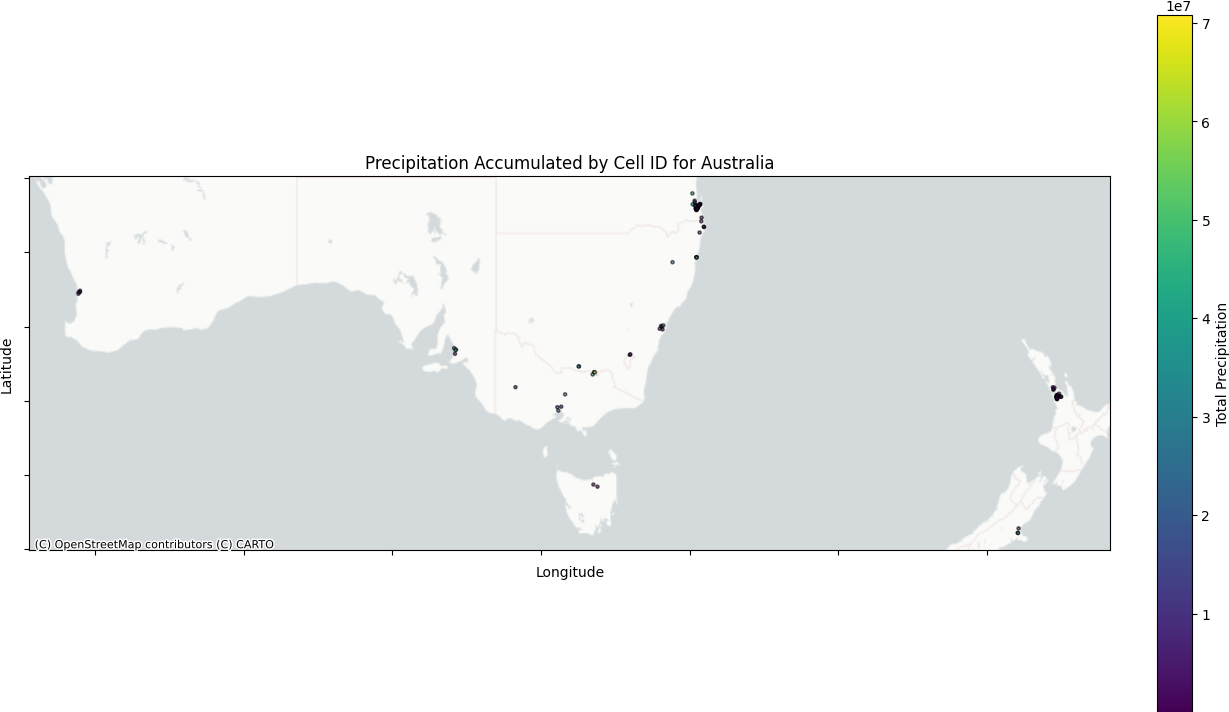 1e7
7
6
5
4
3
2
1
Total Precipitation
Precipitation Accumulated by Cell ID for Australia
Latitude
(C) OpenStreetMap contributors (C) CARTO
Longitude